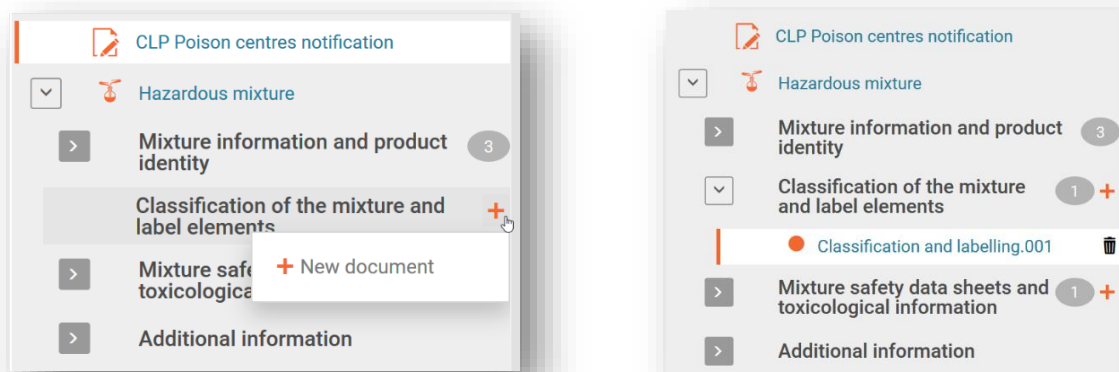 CLP Poison centres notification
Hazardous mixture
Mixture information and product
identity
3
Classification of the mixture and
label elements
+ New document
Mixture safe
toxicologica
Additional information
CLP Poison centres notification
Hazardous mixture
Mixture information and product
identity
3
Classification of the mixture
and label elements
1 +
Classification and labelling.001
Mixture safety data sheets and
toxicological information
1 +
Additional information